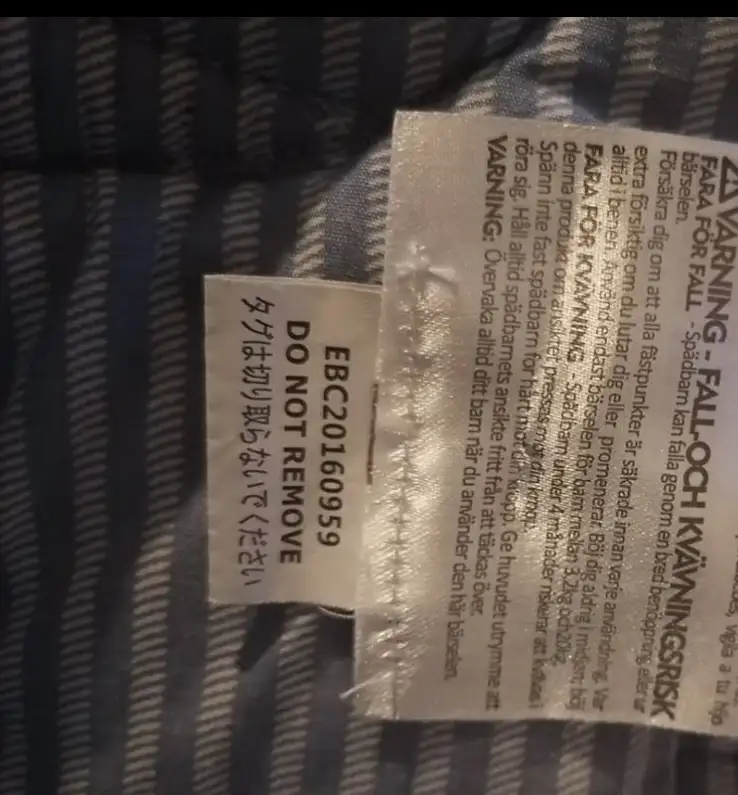 VARNING - FALL-OCH KVÄVNINGSRISK
FARA FÖR FALL - Spädbarn kan falla genom en bred benöppning eller ur
bärselen.
Försäkra dig om att alla fästpunkter är säkrade innan varje användning. Var
extra försiktig om du lutar dig eller promenerar. Böj dig aldrig i midjan; böj
alltid i benen. Använd endast bärselen för barn mellan 3,2kg och 20kg.
FARA FÖR KVÄVNING - Spädbarn under 4 månader riskerar att kvävas i
denna produkt om ansiktet pressas mot din kropp.
Spänn inte fast spädbarn för hårt mot din kropp. Ge huvudet utrymme att
röra sig. Håll alltid spädbarnets ansikte fritt från att täckas över.
VARNING: Övervaka alltid ditt barn när du använder den här bärselen.
EBC20160959
DO NOT REMOVE
タグは切り取らないでください